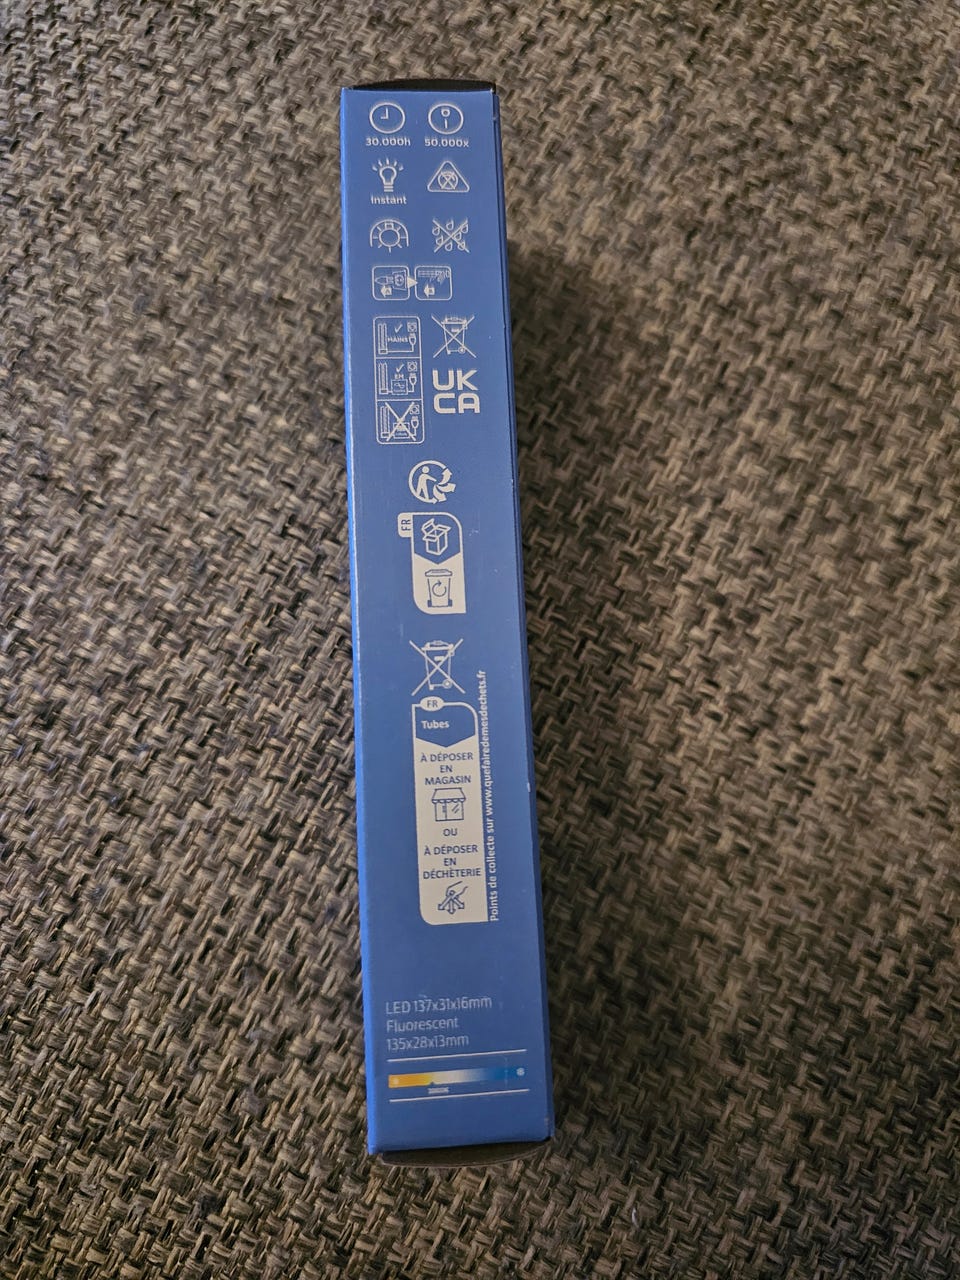 30.000h 50.000x
Instant
MAINS
EM
UK
CA
FR
FR
Tubes
À DÉPOSER
EN
MAGASIN
OU
À DÉPOSER
EN
DÉCHÈTERIE
Points de collecte sur www.quefairedemesdechets.fr
LED 137x31x16mm
Fluorescent
135x28x13mm